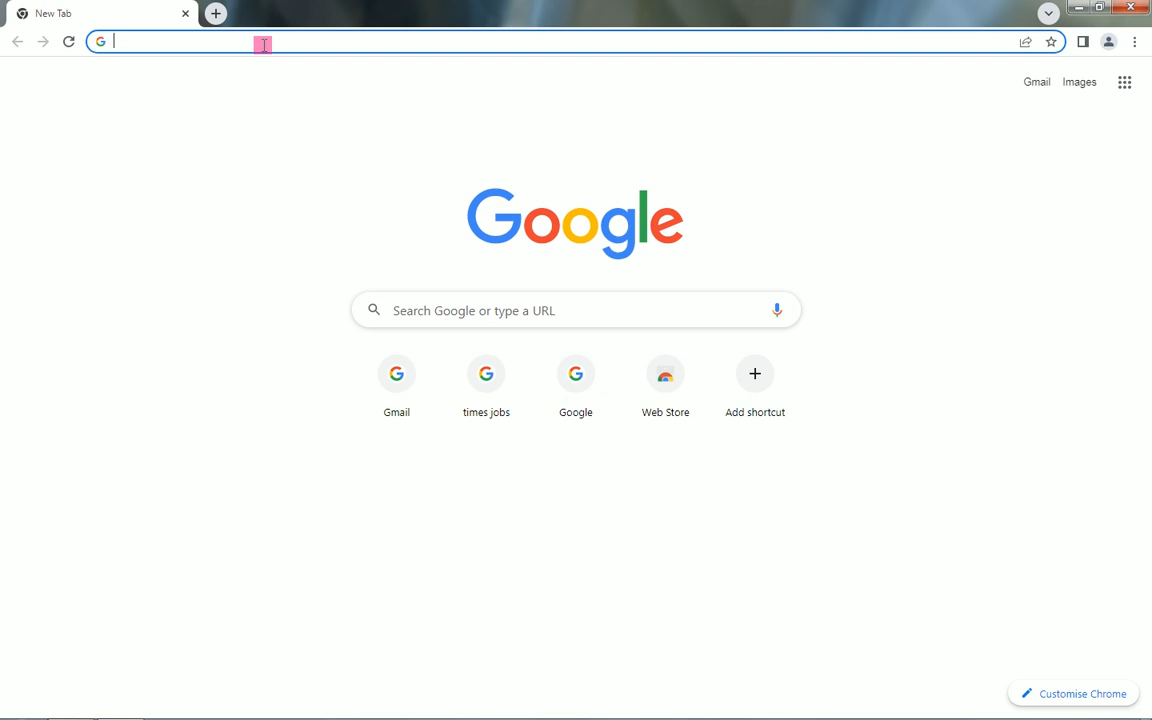 New Tab
Gmail Images
Google
Search Google or type a URL
Gmail times jobs Google Web Store Add shortcut
Customise Chrome